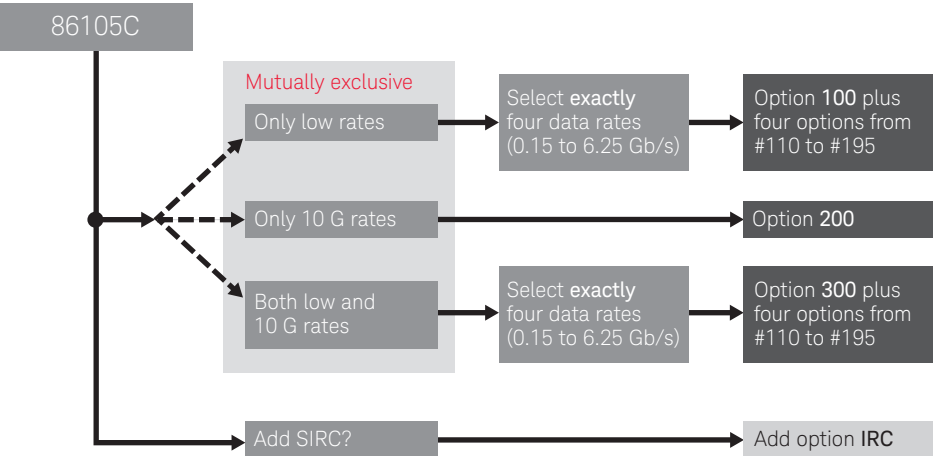 86105C
Mutually exclusive
Only low rates
Select exactly
four data rates
(0.15 to 6.25 Gb/s)
Option 100 plus
four options from
#110 to #195
Only 10 G rates
Option 200
Both low and
10 G rates
Select exactly
four data rates
(0.15 to 6.25 Gb/s)
Option 300 plus
four options from
#110 to #195
Add SIRC?
Add option IRC